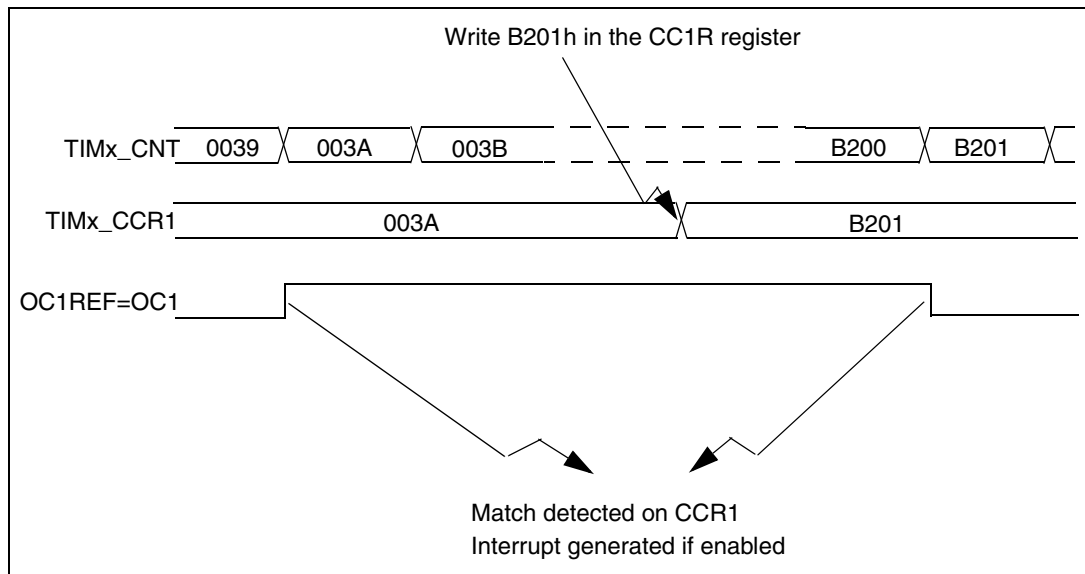 Write B201h in the CC1R register
TIMx_CNT 0039 003A 003B B200 B201
TIMx_CCR1 003A B201
OC1REF=OC1
Match detected on CCR1
Interrupt generated if enabled